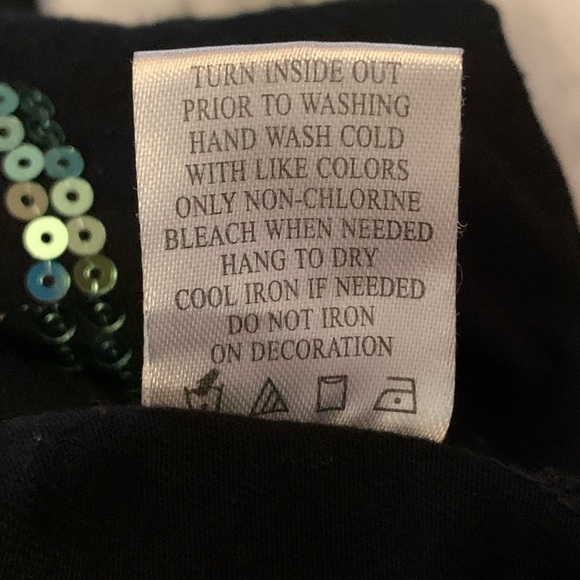 TURN INSIDE OUT
PRIOR TO WASHING
HAND WASH COLD
WITH LIKE COLORS
ONLY NON-CHLORINE
BLEACH WHEN NEEDED
HANG TO DRY
COOL IRON IF NEEDED
DO NOT IRON
ON DECORATION